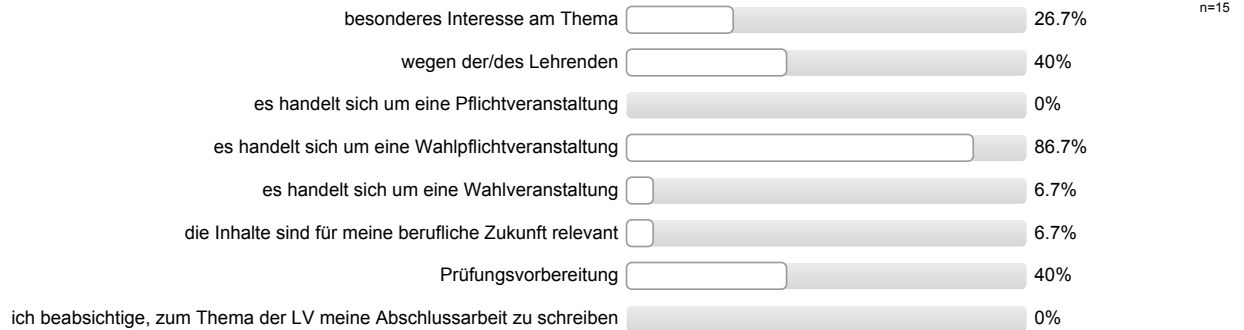 besonderes Interesse am Thema 26.7% n=15
wegen der/des Lehrenden 40%
es handelt sich um eine Pflichtveranstaltung 0%
es handelt sich um eine Wahlpflichtveranstaltung 86.7%
es handelt sich um eine Wahlveranstaltung 6.7%
die Inhalte sind für meine berufliche Zukunft relevant 6.7%
Prüfungsvorbereitung 40%
ich beabsichtige, zum Thema der LV meine Abschlussarbeit zu schreiben 0%